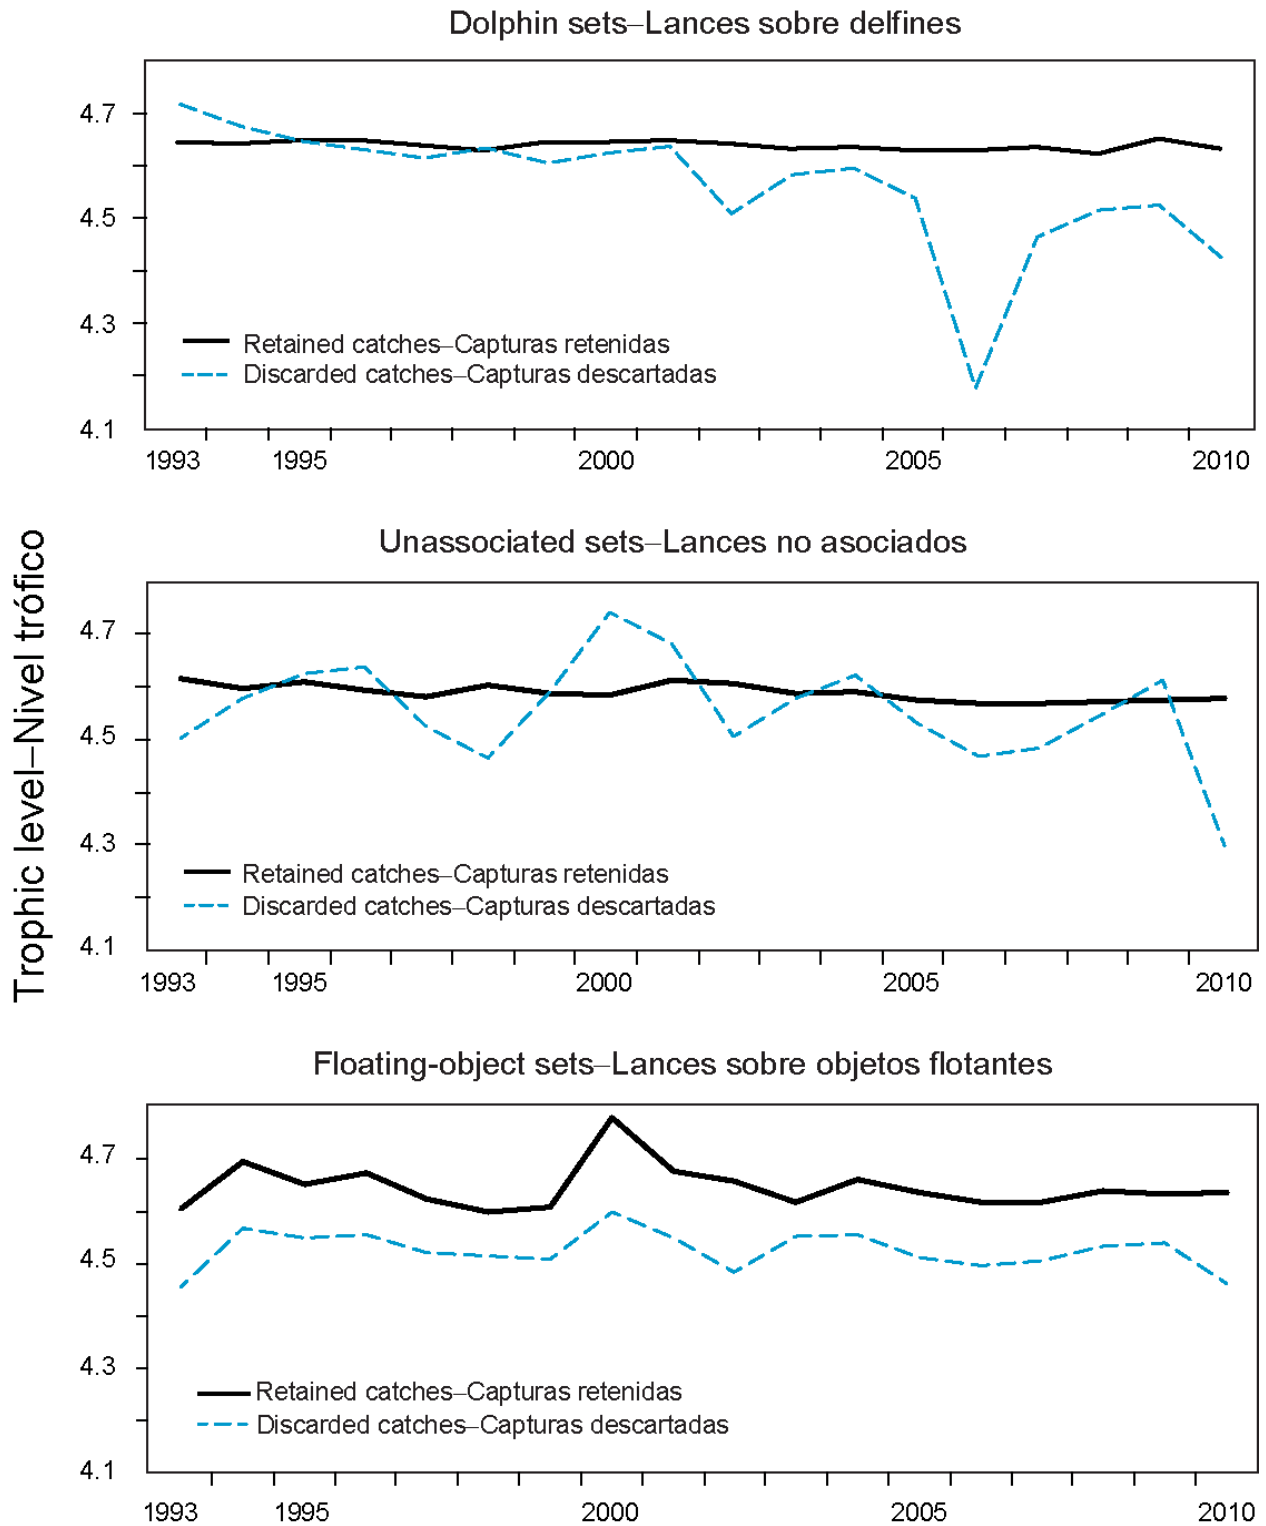 Dolphin sets–Lances sobre delfines
4.7
4.5
4.3
4.1
Retained catches–Capturas retenidas
Discarded catches–Capturas descartadas
1993 1995 2000 2005 2010
Trophic level–Nivel trófico
Unassociated sets–Lances no asociados
4.7
4.5
4.3
4.1
Retained catches–Capturas retenidas
Discarded catches–Capturas descartadas
1993 1995 2000 2005 2010
Floating-object sets–Lances sobre objetos flotantes
4.7
4.5
4.3
4.1
Retained catches–Capturas retenidas
Discarded catches–Capturas descartadas
1993 1995 2000 2005 2010